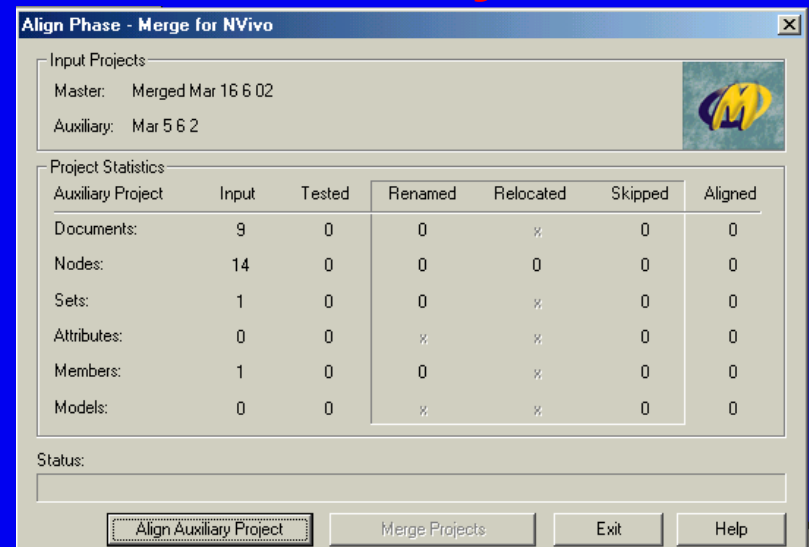 Align Phase - Merge for NVivo
Input Projects
Master: Merged Mar 16 6 02
Auxiliary: Mar 5 6 2
Project Statistics
Auxiliary Project Input Tested Renamed Relocated Skipped Aligned
Documents: 9 0 0 x 0 0
Nodes: 14 0 0 0 0 0
Sets: 1 0 0 x 0 0
Attributes: 0 0 x x 0 0
Members: 1 0 0 x 0 0
Models: 0 0 x x 0 0
Status:
Align Auxiliary Project Merge Projects Exit Help